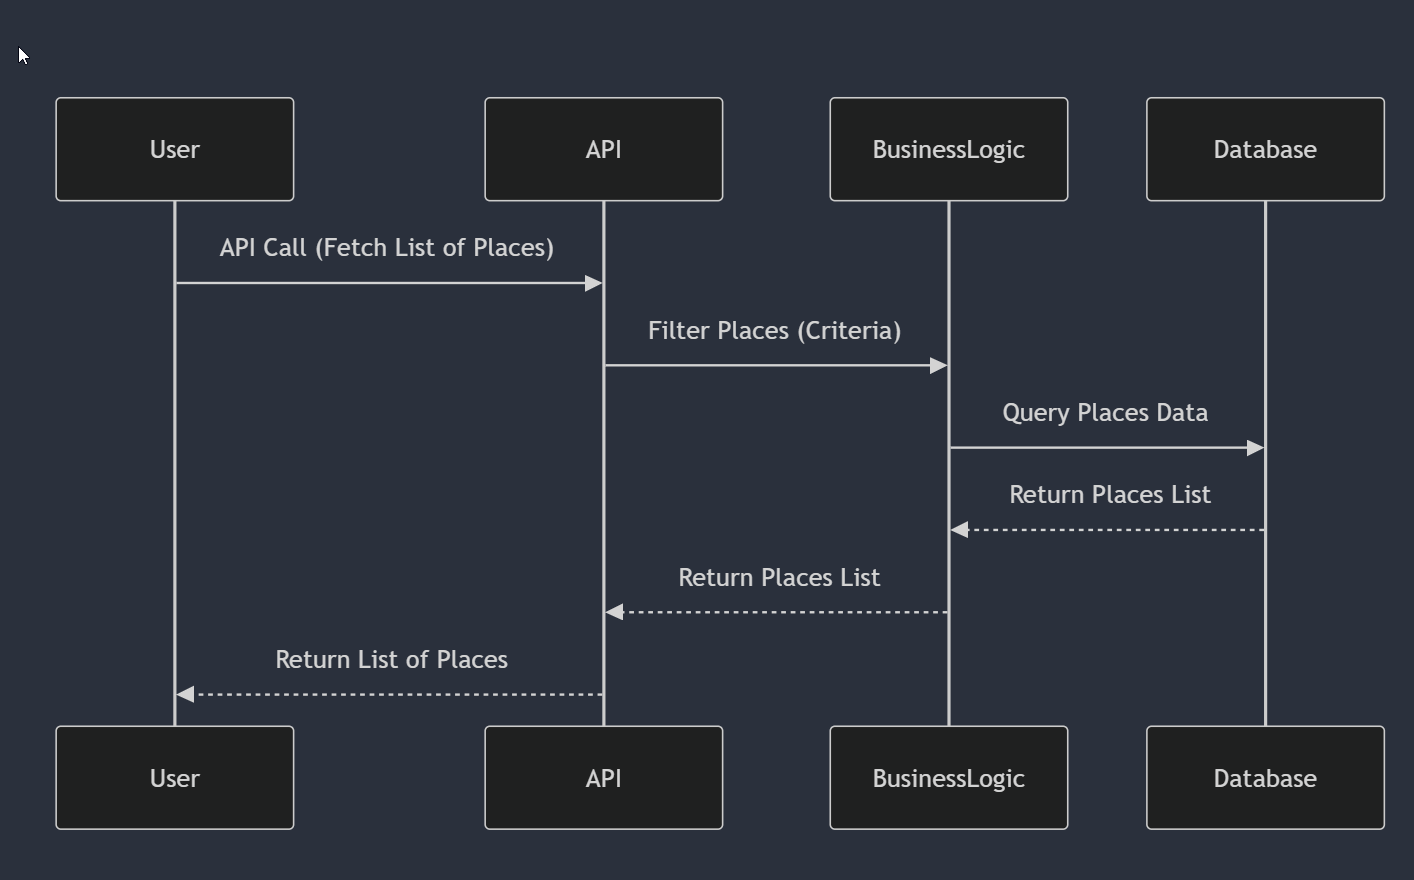 User
API
BusinessLogic
Database
API Call (Fetch List of Places)
Filter Places (Criteria)
Query Places Data
Return Places List
Return Places List
Return List of Places
User
API
BusinessLogic
Database